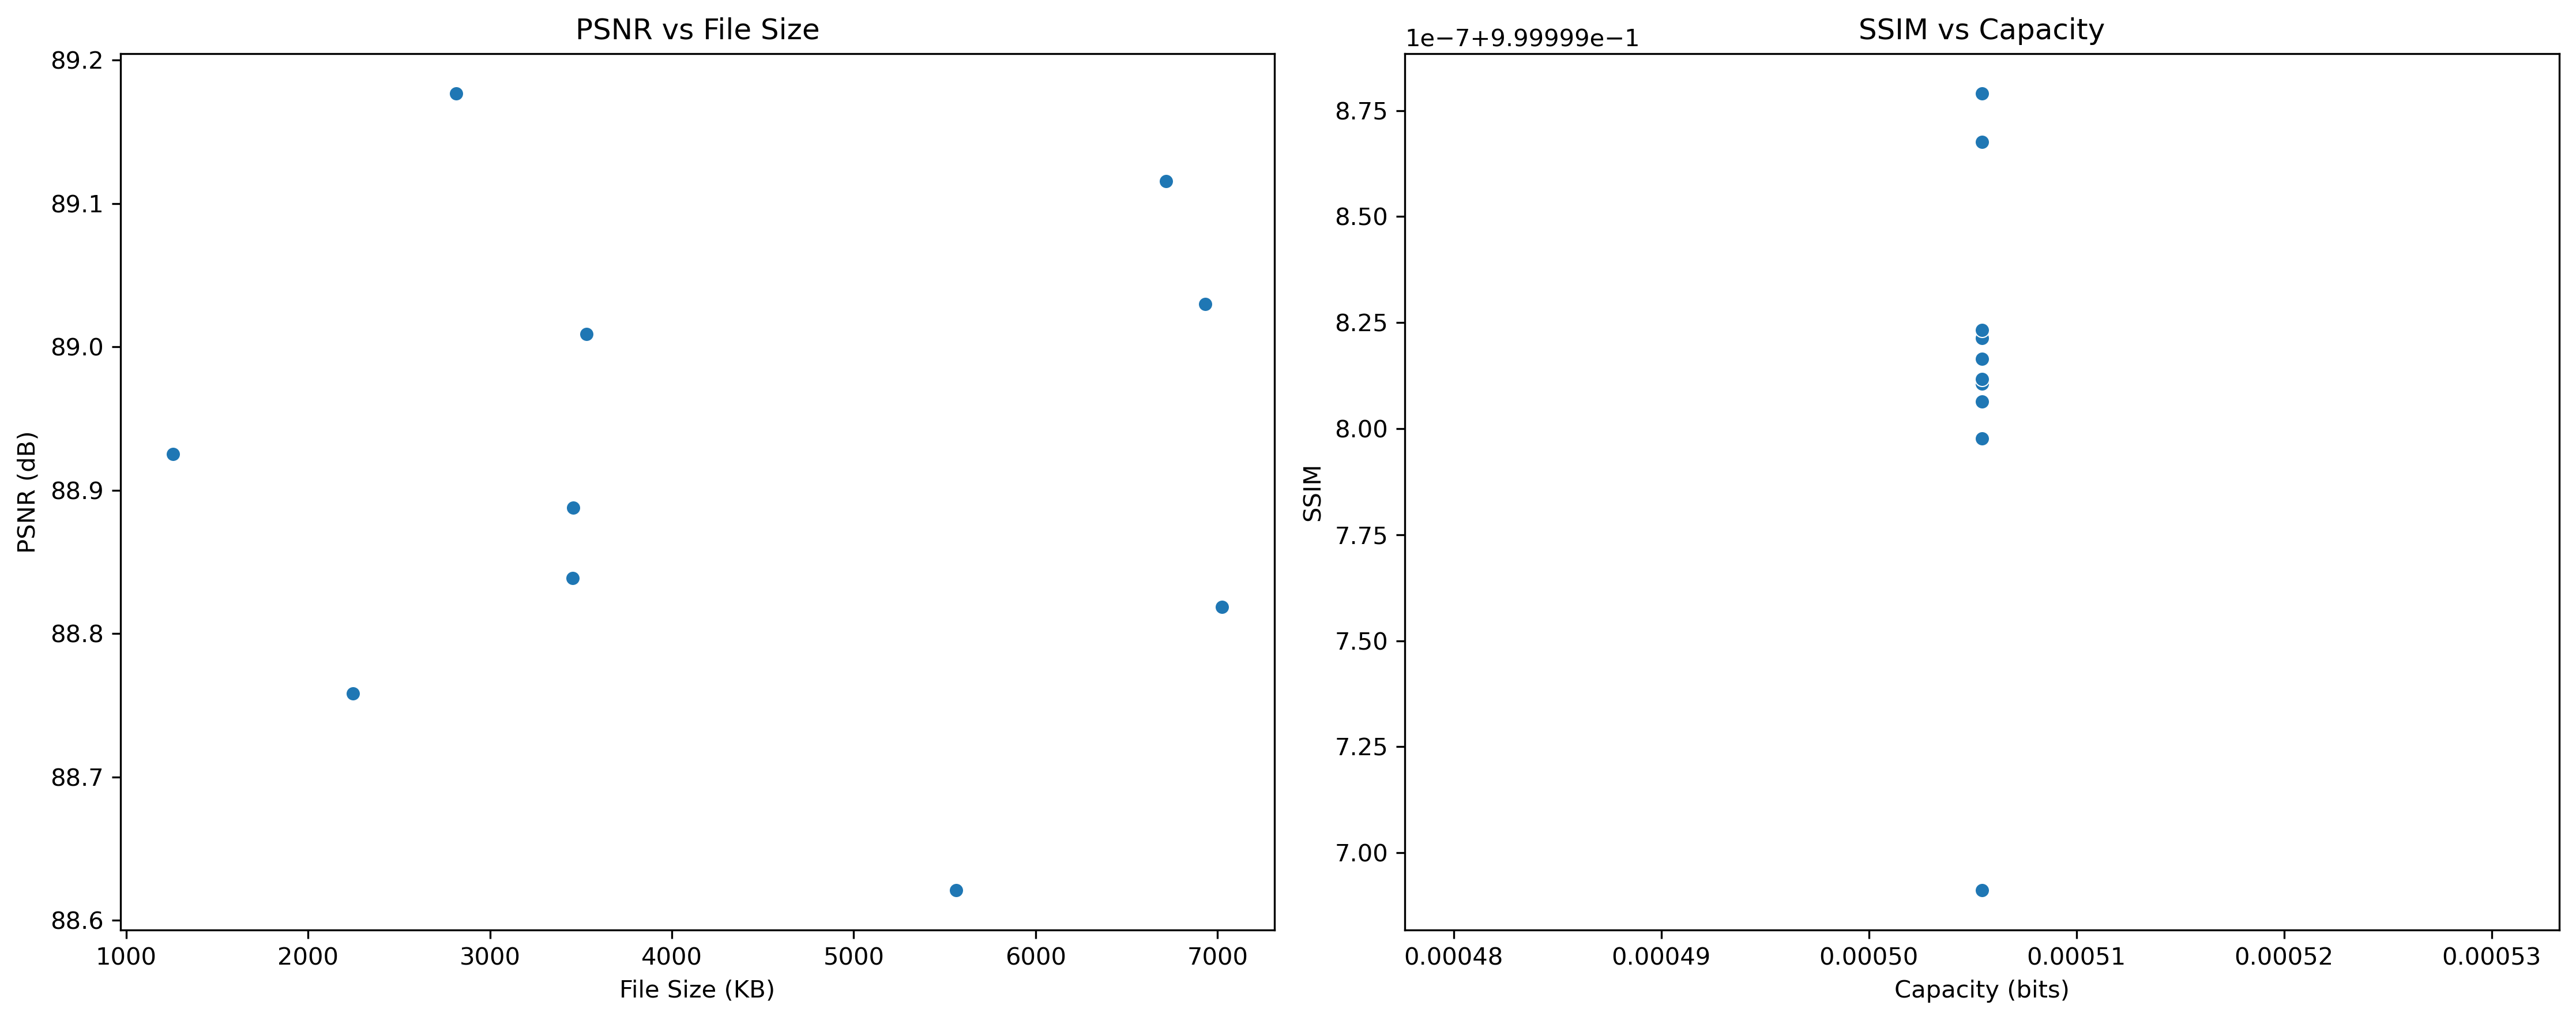 PSNR vs File Size
89.2
89.1
89.0
88.9
88.8
88.7
88.6
PSNR (dB)
1000 2000 3000 4000 5000 6000 7000
File Size (KB)
SSIM vs Capacity
1e−7+9.99999e−1
8.75
8.50
8.25
8.00
7.75
7.50
7.25
7.00
SSIM
0.00048 0.00049 0.00050 0.00051 0.00052 0.00053
Capacity (bits)